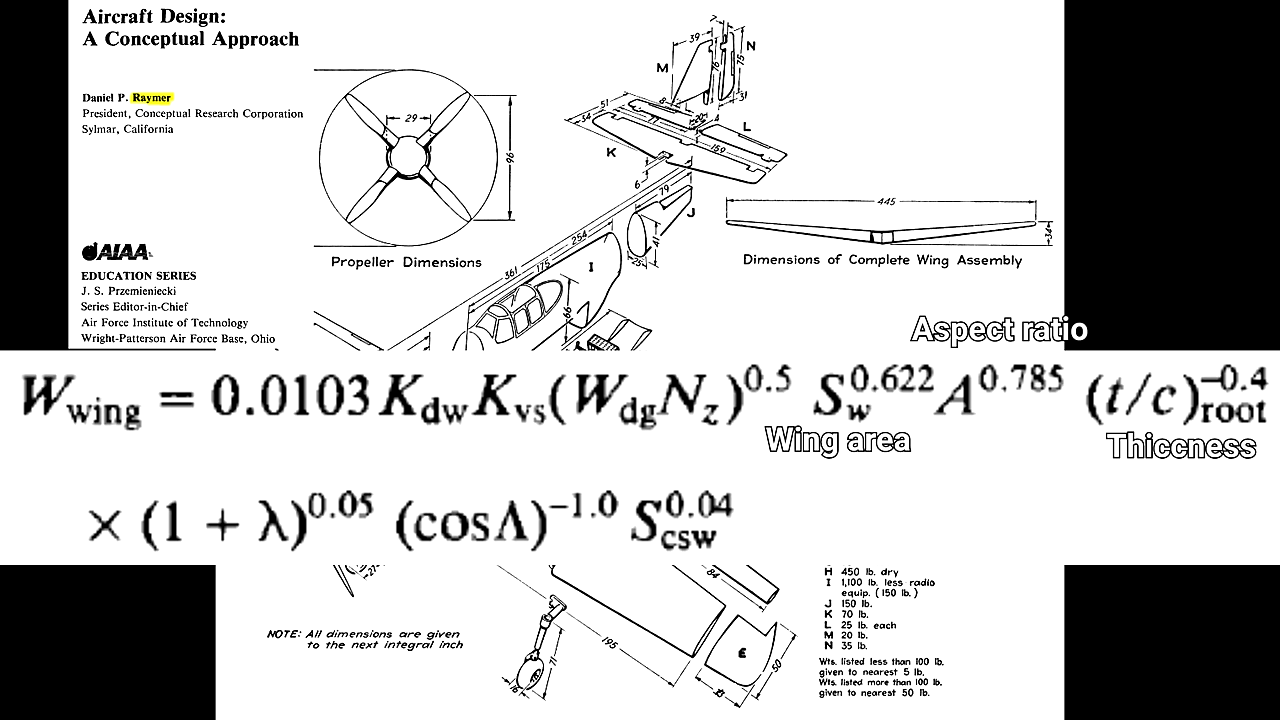 Aircraft Design:
A Conceptual Approach
Daniel P. Raymer
President, Conceptual Research Corporation
Sylmar, California
AIAA
EDUCATION SERIES
J. S. Przemieniecki
Series Editor-in-Chief
Air Force Institute of Technology
Wright-Patterson Air Force Base, Ohio
29
96
Propeller Dimensions
7
39
N
M
76
75
31
8
51
54
71
20
4
L
K
159
6
79
J
41
25
254
361
175
I
66
445
34
Dimensions of Complete Wing Assembly
Aspect ratio
W_wing = 0.0103 K_dw K_vs (W_dg N_z)^0.5 S_w^0.622 A^0.785 (t/c)_root^-0.4
Wing area
Thiccness
× (1 + λ)^0.05 (cosΛ)^-1.0 S_csw^0.04
84
195
71
16
E
50
NOTE: All dimensions are given
to the next integral inch
H 450 lb. dry
I 1,100 lb. less radio
equip. (150 lb.)
J 150 lb.
K 70 lb.
L 25 lb. each
M 20 lb.
N 35 lb.
Wts. listed less than 100 lb.
given to nearest 5 lb.
Wts. listed more than 100 lb.
given to nearest 50 lb.